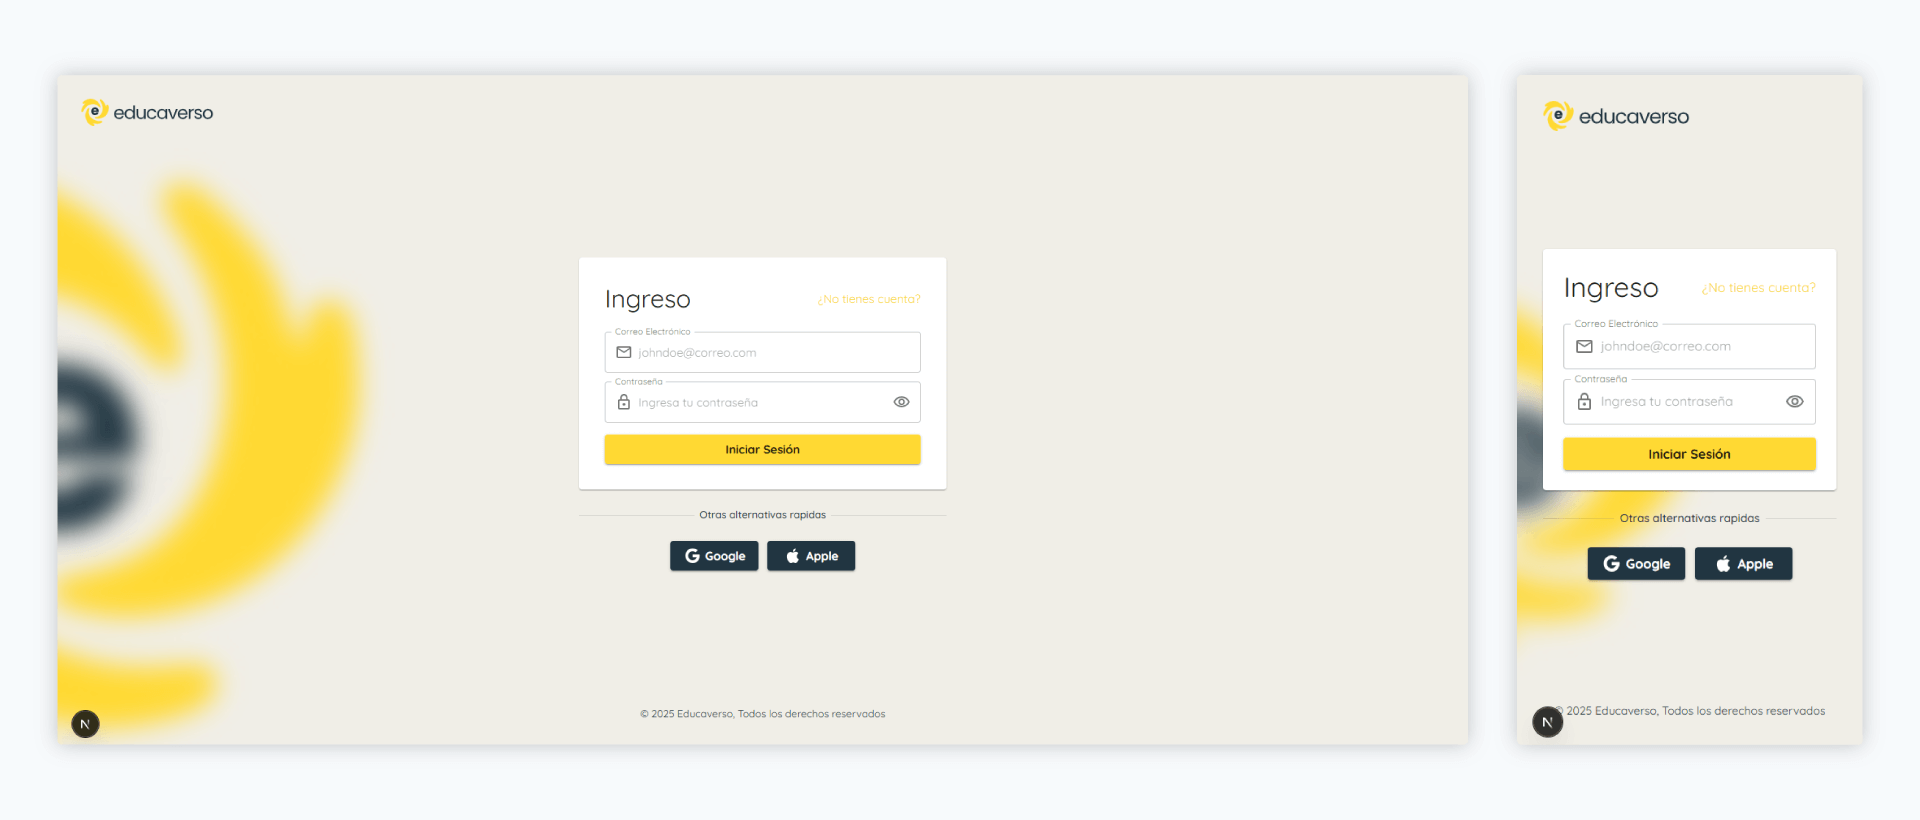 e educaverso
e
Ingreso
¿No tienes cuenta?
Correo Electrónico
johndoe@correo.com
Contraseña
Ingresa tu contraseña
Iniciar Sesión
Otras alternativas rapidas
Google
Apple
© 2025 Educaverso, Todos los derechos reservados
N
e educaverso
Ingreso
¿No tienes cuenta?
Correo Electrónico
johndoe@correo.com
Contraseña
Ingresa tu contraseña
Iniciar Sesión
Otras alternativas rapidas
Google
Apple
© 2025 Educaverso, Todos los derechos reservados
N